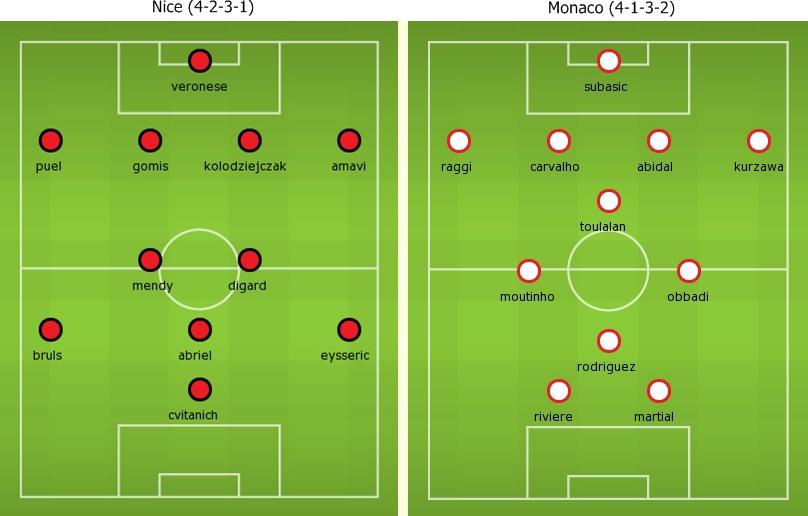 Nice (4-2-3-1)
veronese
puel gomis kolodziejczak amavi
mendy digard
bruls abriel eysseric
cvitanich
Monaco (4-1-3-2)
subasic
raggi carvalho abidal kurzawa
toulalan
moutinho obbadi
rodriguez
riviere martial